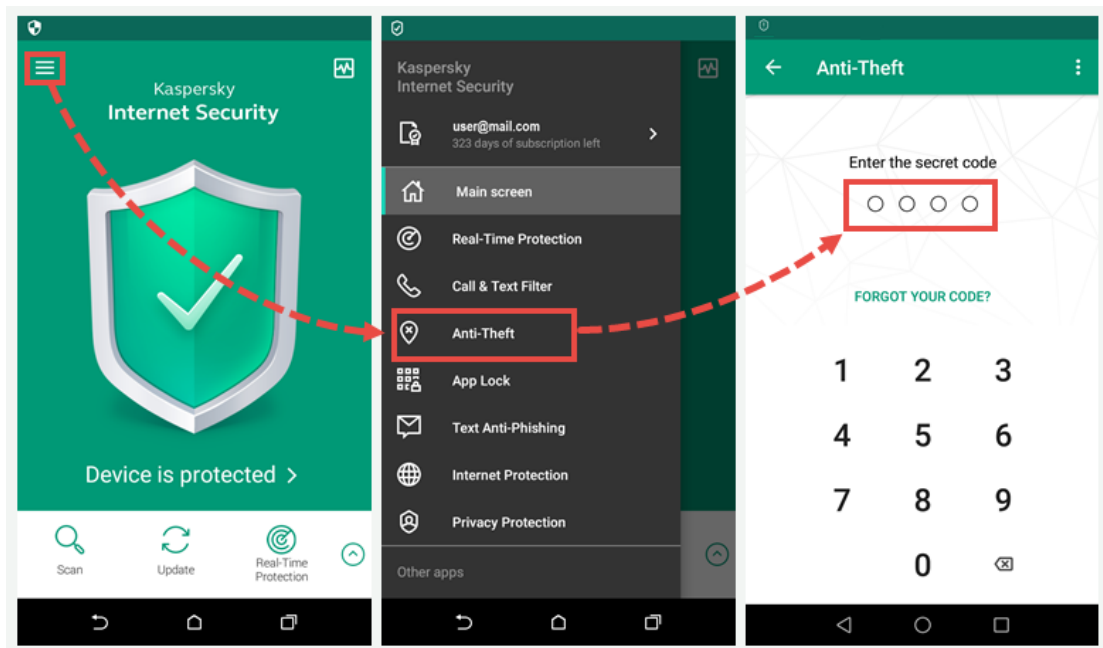 Kaspersky
Internet Security
Device is protected
Scan
Update
Real-Time
Protection
Kaspersky
Internet Security
user@mail.com
323 days of subscription left
Main screen
Real-Time Protection
Call & Text Filter
Anti-Theft
App Lock
Text Anti-Phishing
Internet Protection
Privacy Protection
Other apps
Anti-Theft
Enter the secret code
FORGOT YOUR CODE?
1 2 3
4 5 6
7 8 9
0